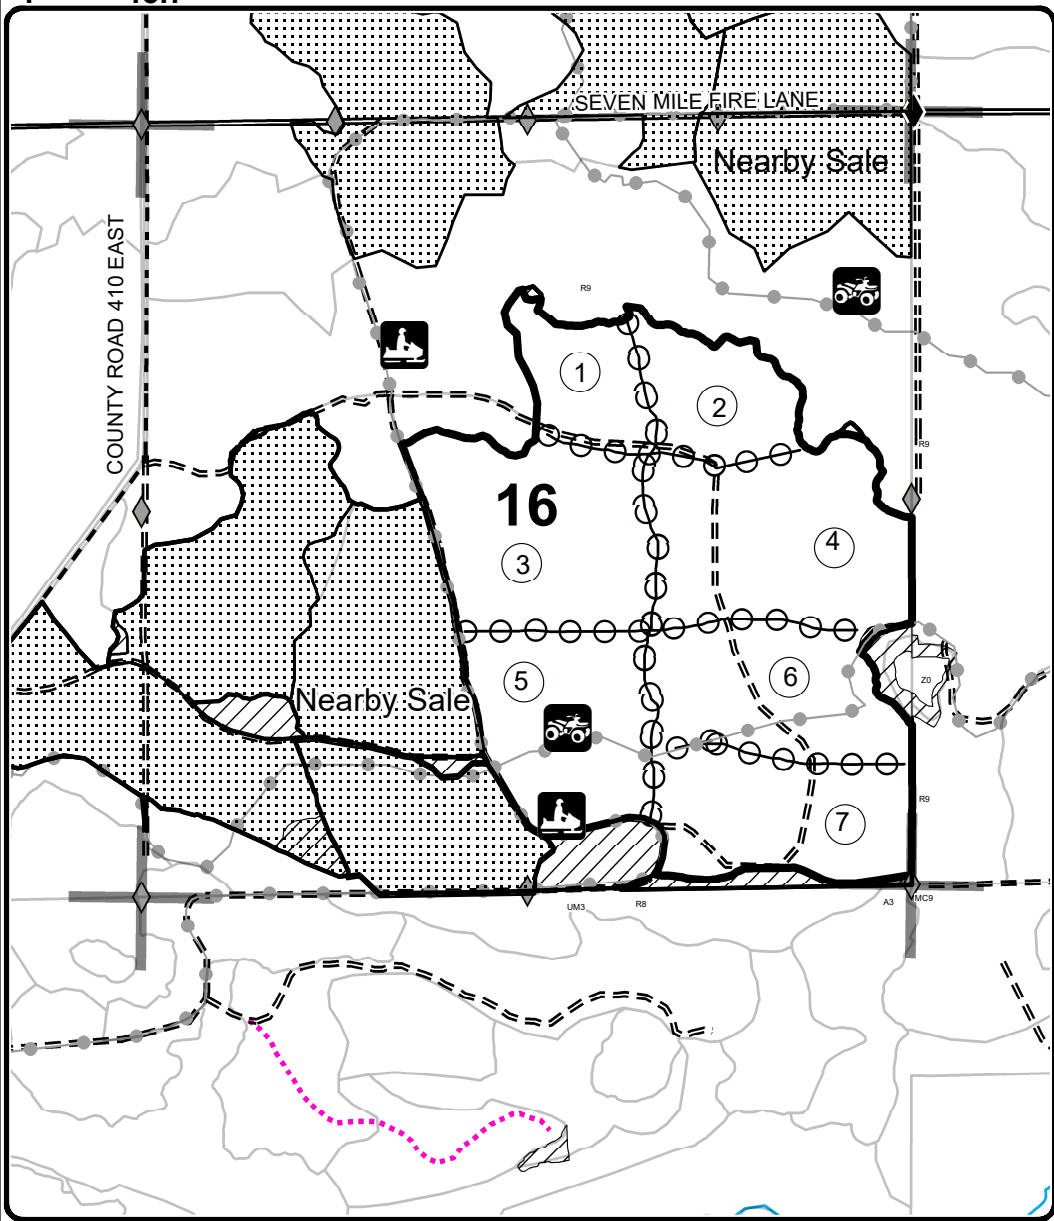 SEVEN MILE FIRE LANE
Nearby Sale
COUNTY ROAD 410 EAST
R9
1
2
R9
16
3
4
5
6
Z0
Nearby Sale
R9
7
UM3
R8
A3
MC9